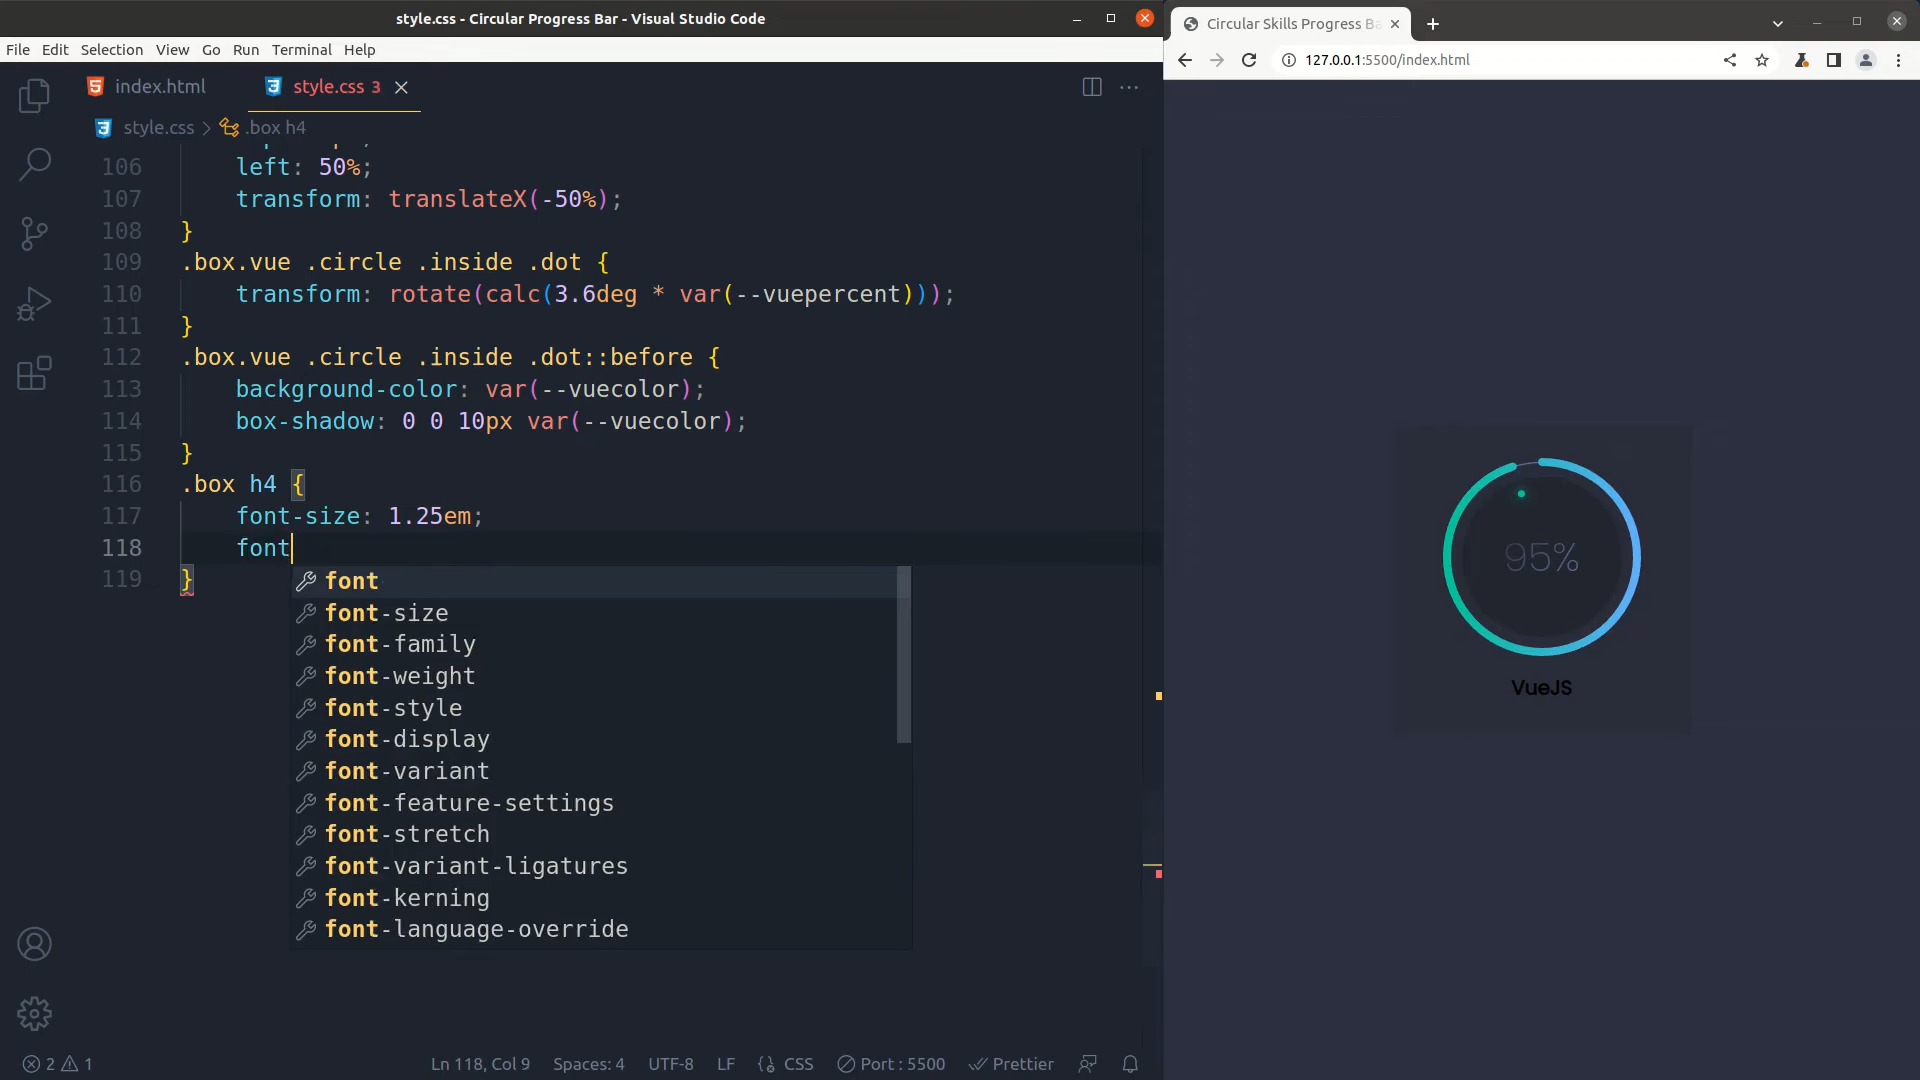 style.css - Circular Progress Bar - Visual Studio Code
File Edit Selection View Go Run Terminal Help
index.html
style.css 3
style.css > .box h4
106 left: 50%;
107 transform: translateX(-50%);
108 }
109 .box.vue .circle .inside .dot {
110 transform: rotate(calc(3.6deg * var(--vuepercent)));
111 }
112 .box.vue .circle .inside .dot::before {
113 background-color: var(--vuecolor);
114 box-shadow: 0 0 10px var(--vuecolor);
115 }
116 .box h4 {
117 font-size: 1.25em;
118 font
119 }
font
font-size
font-family
font-weight
font-style
font-display
font-variant
font-feature-settings
font-stretch
font-variant-ligatures
font-kerning
font-language-override
2 1
Ln 118, Col 9
Spaces: 4
UTF-8
LF
CSS
Port : 5500
Prettier
Circular Skills Progress Ba
127.0.0.1:5500/index.html
95%
VueJS